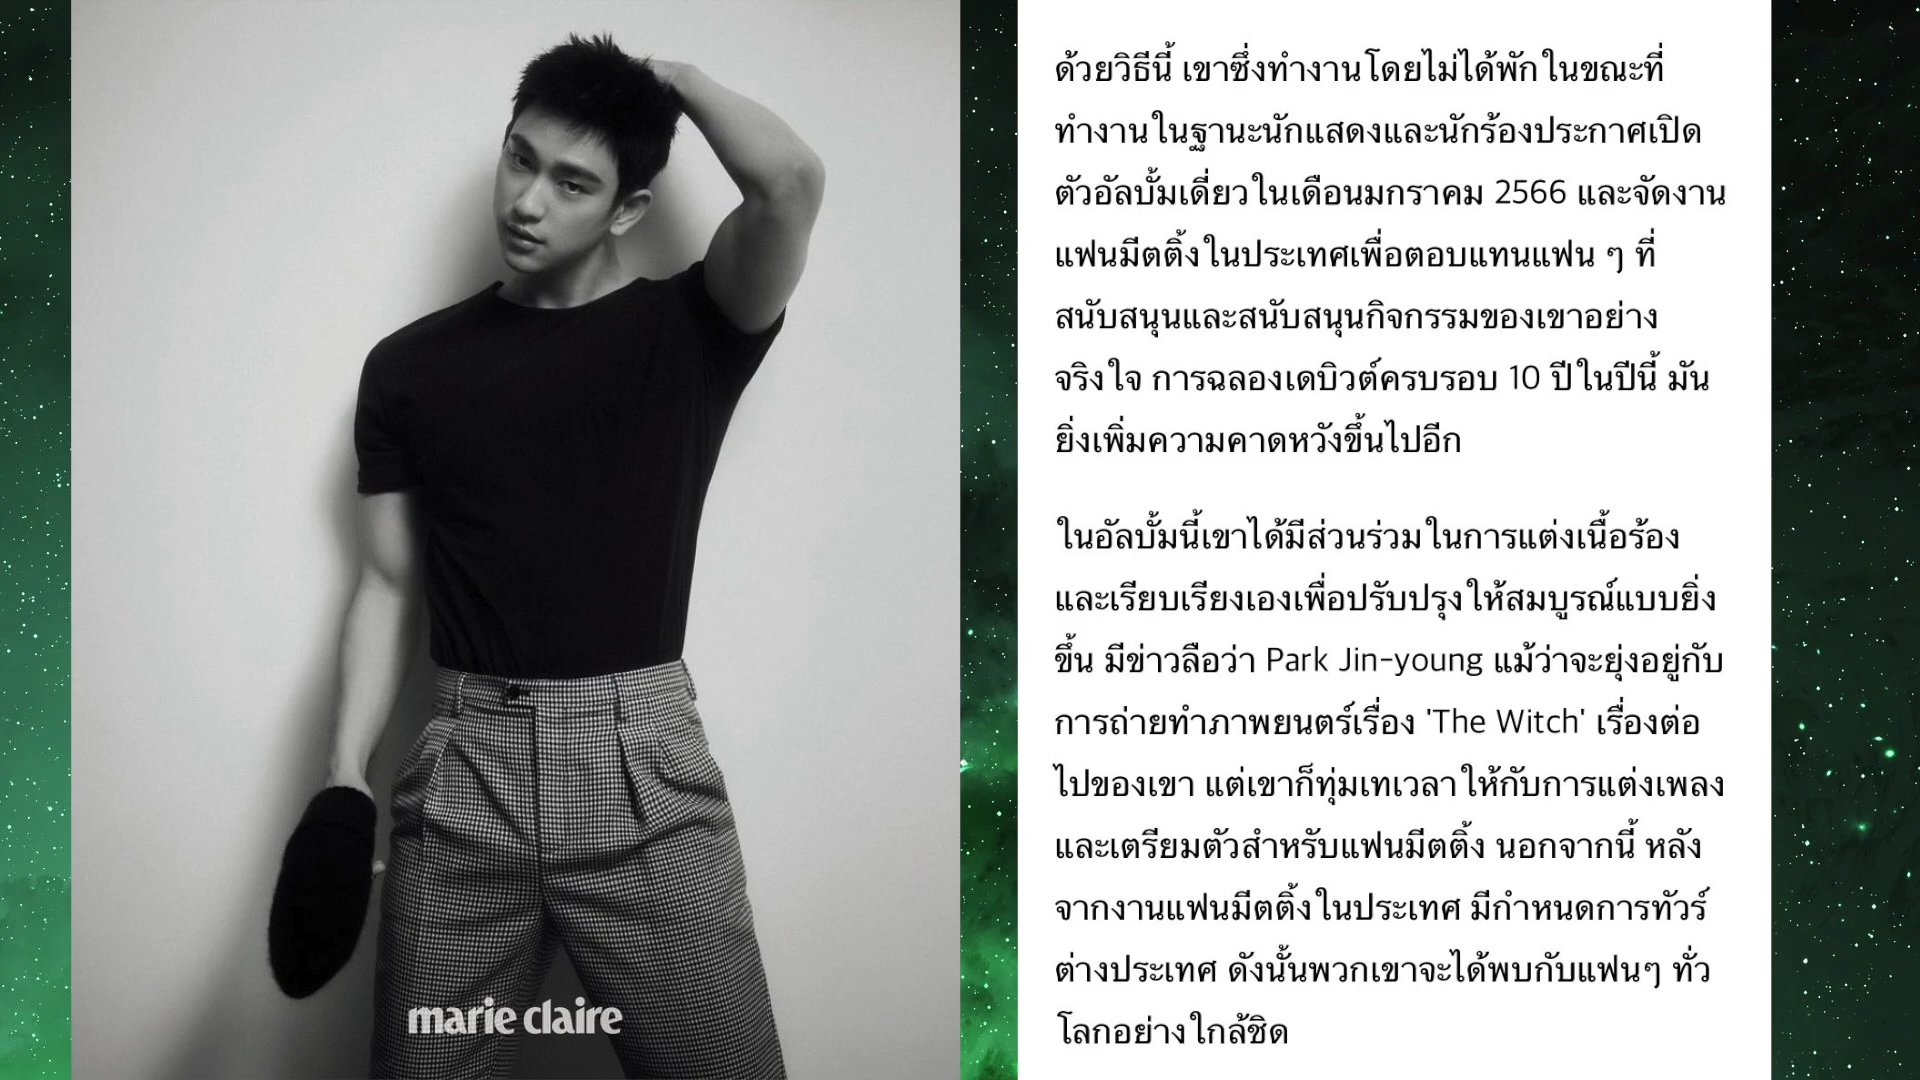 marie claire
ด้วยวิธีนี้ เขาซึ่งทำงานโดยไม่ได้พักในขณะที่
ทำงานในฐานะนักแสดงและนักร้องประกาศเปิด
ตัวอัลบั้มเดี่ยวในเดือนมกราคม 2566 และจัดงาน
แฟนมีตติ้งในประเทศเพื่อตอบแทนแฟน ๆ ที่
สนับสนุนและสนับสนุนกิจกรรมของเขาอย่าง
จริงใจ การฉลองเดบิวต์ครบรอบ 10 ปีในปีนี้ มัน
ยิ่งเพิ่มความคาดหวังขึ้นไปอีก
ในอัลบั้มนี้เขาได้มีส่วนร่วมในการแต่งเนื้อร้อง
และเรียบเรียงเองเพื่อปรับปรุงให้สมบูรณ์แบบยิ่ง
ขึ้น มีข่าวลือว่า Park Jin-young แม้ว่าจะยุ่งอยู่กับ
การถ่ายทำภาพยนตร์เรื่อง 'The Witch' เรื่องต่อ
ไปของเขา แต่เขาก็ทุ่มเทเวลาให้กับการแต่งเพลง
และเตรียมตัวสำหรับแฟนมีตติ้ง นอกจากนี้ หลัง
จากงานแฟนมีตติ้งในประเทศ มีกำหนดการทัวร์
ต่างประเทศ ดังนั้นพวกเขาจะได้พบกับแฟนๆ ทั่ว
โลกอย่างใกล้ชิด